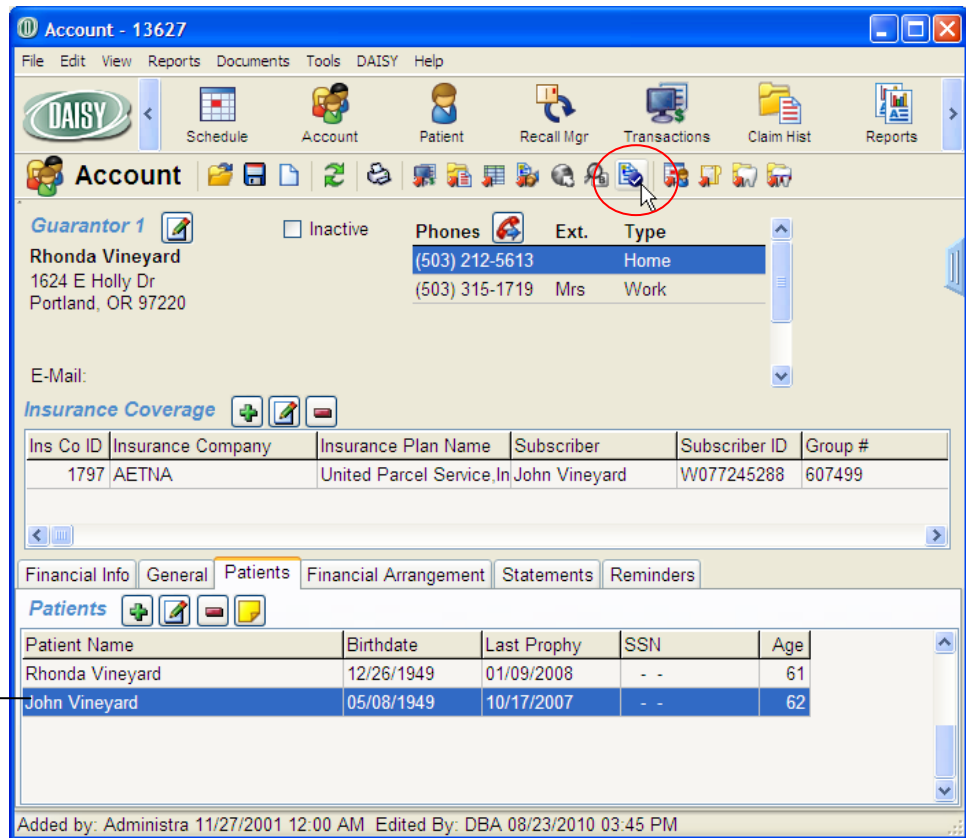 Account - 13627
File Edit View Reports Documents Tools DAISY Help
DAISY Schedule Account Patient Recall Mgr Transactions Claim Hist Reports
Account
Guarantor 1 Inactive Phones Ext. Type
Rhonda Vineyard (503) 212-5613 Home
1624 E Holly Dr (503) 315-1719 Mrs Work
Portland, OR 97220
E-Mail:
Insurance Coverage
Ins Co ID Insurance Company Insurance Plan Name Subscriber Subscriber ID Group #
1797 AETNA United Parcel Service,In John Vineyard W077245288 607499
Financial Info General Patients Financial Arrangement Statements Reminders
Patients
Patient Name Birthdate Last Prophy SSN Age
Rhonda Vineyard 12/26/1949 01/09/2008 - - 61
John Vineyard 05/08/1949 10/17/2007 - - 62
Added by: Administra 11/27/2001 12:00 AM Edited By: DBA 08/23/2010 03:45 PM